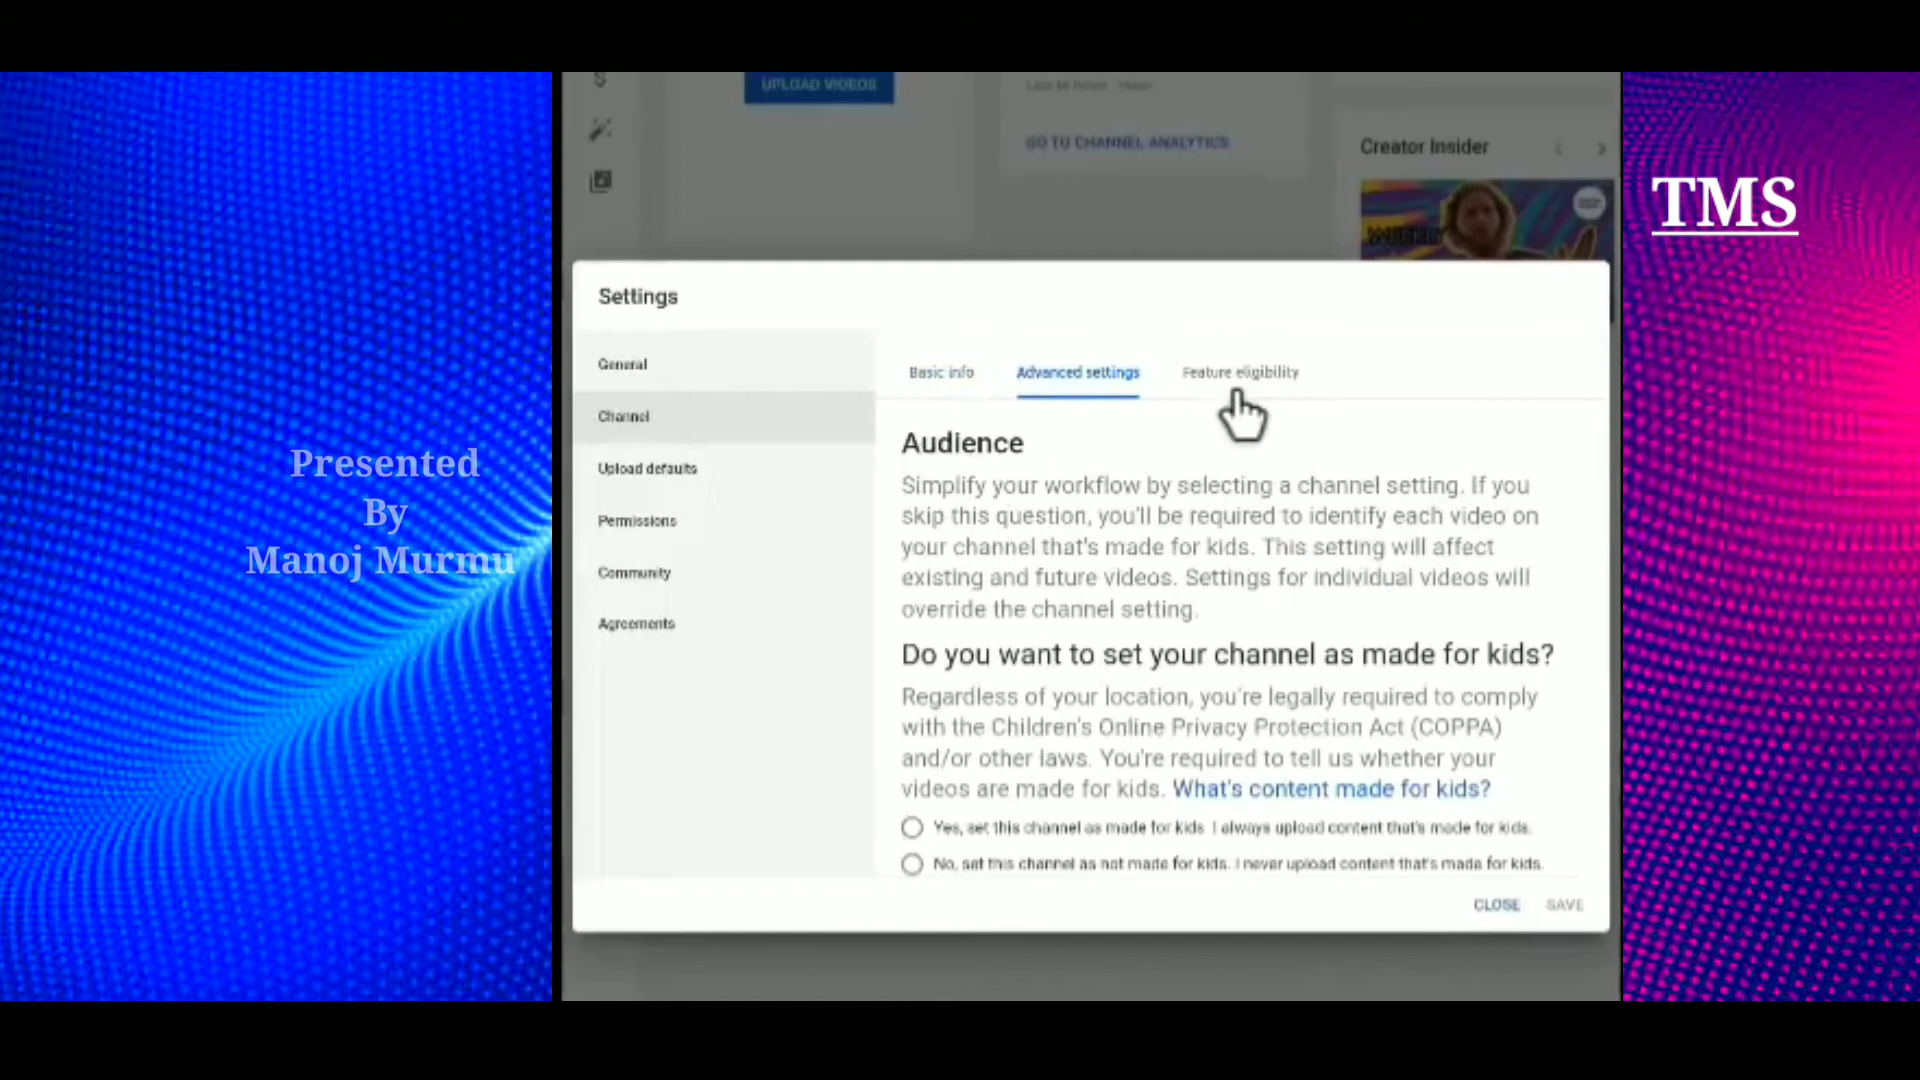 UPLOAD VIDEOS
GO TO CHANNEL ANALYTICS
Creator Insider
TMS
Presented
By
Manoj Murmu
Settings
General
Channel
Upload defaults
Permissions
Community
Agreements
Basic info
Advanced settings
Feature eligibility
Audience
Simplify your workflow by selecting a channel setting. If you
skip this question, you'll be required to identify each video on
your channel that's made for kids. This setting will affect
existing and future videos. Settings for individual videos will
override the channel setting.
Do you want to set your channel as made for kids?
Regardless of your location, you're legally required to comply
with the Children's Online Privacy Protection Act (COPPA)
and/or other laws. You're required to tell us whether your
videos are made for kids. What's content made for kids?
Yes, set this channel as made for kids. I always upload content that's made for kids.
No, set this channel as not made for kids. I never upload content that's made for kids.
CLOSE
SAVE